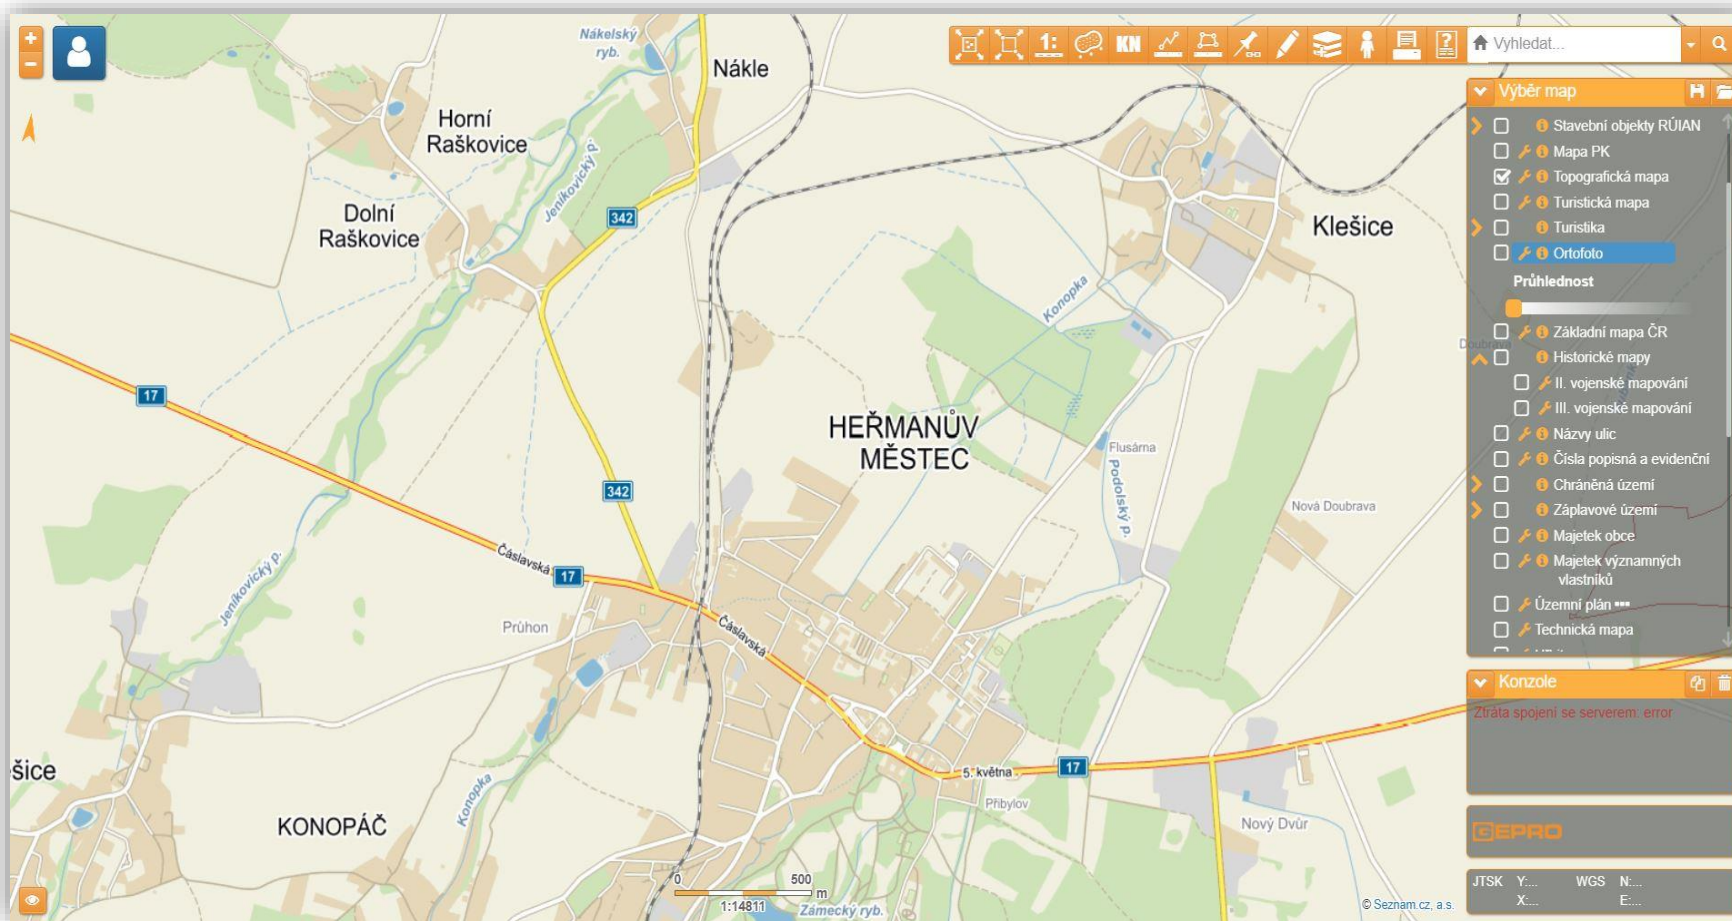 Nákelský
ryb.
Nákle
1:
KN
Vyhledat...
Horní
Raškovice
Jeníkovický p.
Dolní
Raškovice
342
Klešice
Konopka
17
HEŘMANŮV
MĚSTEC
Flusárna
Podolský p.
342
Nová Doubrava
Čáslavská
17
Jeníkovický p.
Průhon
Čáslavská
5. května
17
Přibylov
Nový Dvůr
šice
Konopka
KONOPÁČ
0 500
m
1:14811
Zámecký ryb.
© Seznam.cz, a.s.
Výběr map
Stavební objekty RÚIAN
Mapa PK
Topografická mapa
Turistická mapa
Turistika
Ortofoto
Průhlednost
Základní mapa ČR
Doubrava
Historické mapy
II. vojenské mapování
III. vojenské mapování
Názvy ulic
Čísla popisná a evidenční
Chráněná území
Záplavové území
Majetek obce
Majetek významných
vlastníků
Územní plán
Technická mapa
Konzole
Ztráta spojení se serverem: error
GEPRO
JTSK Y:... WGS N:...
X:... E:...